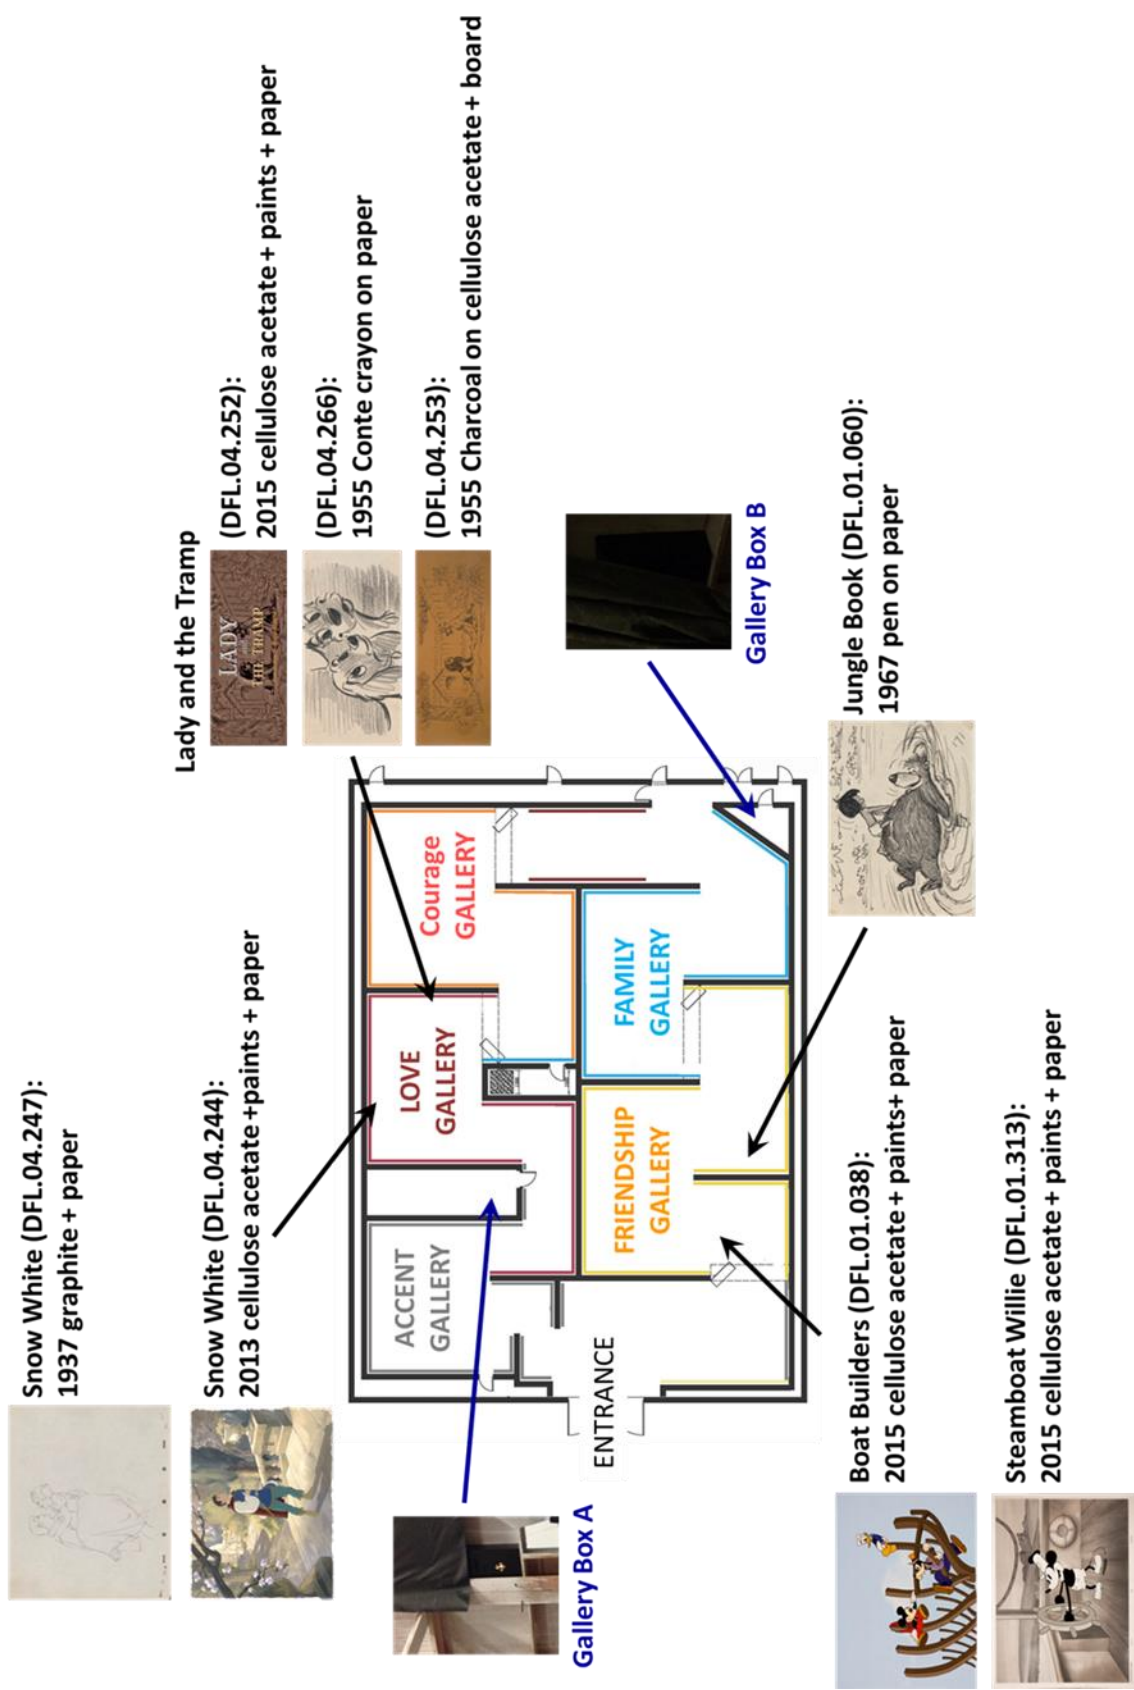 Snow White (DFL.04.247):
1937 graphite + paper
Snow White (DFL.04.244):
2013 cellulose acetate +paints + paper
Lady and the Tramp
LADY
and
THE TRAMP
(DFL.04.252):
2015 cellulose acetate + paints + paper
(DFL.04.266):
1955 Conte crayon on paper
(DFL.04.253):
1955 Charcoal on cellulose acetate + board
Gallery Box A
ACCENT
GALLERY
LOVE
GALLERY
Courage
GALLERY
ENTRANCE
FRIENDSHIP
GALLERY
FAMILY
GALLERY
Gallery Box B
Boat Builders (DFL.01.038):
2015 cellulose acetate + paints+ paper
Steamboat Willie (DFL.01.313):
2015 cellulose acetate + paints + paper
Jungle Book (DFL.01.060):
1967 pen on paper